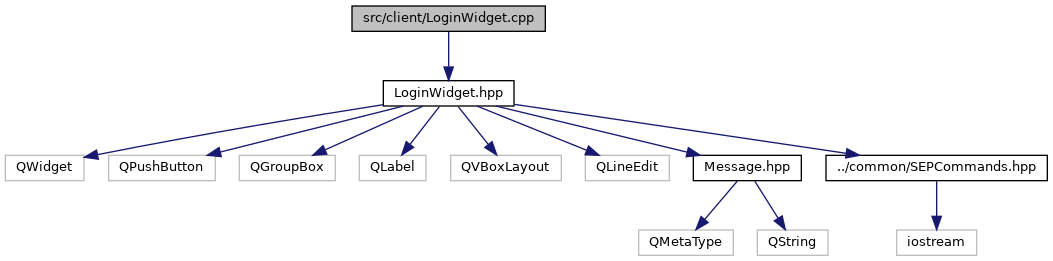 src/client/LoginWidget.cpp
LoginWidget.hpp
QWidget
QPushButton
QGroupBox
QLabel
QVBoxLayout
QLineEdit
Message.hpp
../common/SEPCommands.hpp
QMetaType
QString
iostream